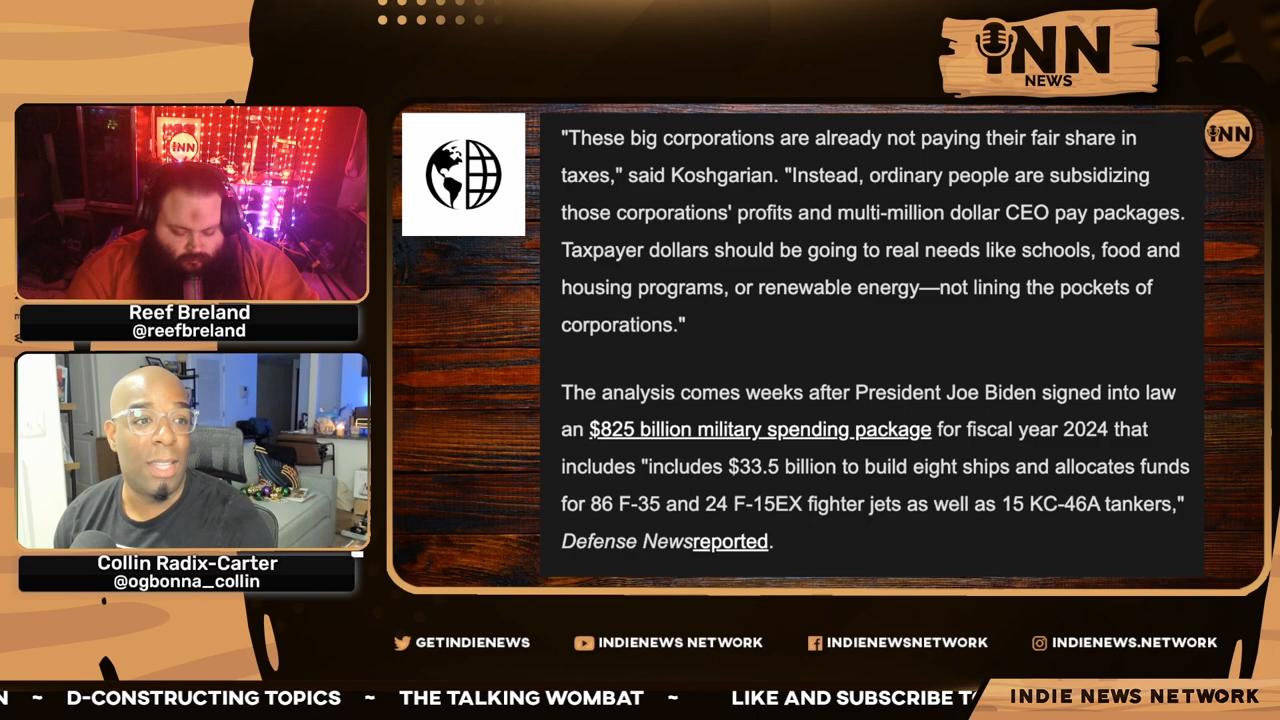 iNN
NEWS
iNN
iNN
"These big corporations are already not paying their fair share in
taxes," said Koshgarian. "Instead, ordinary people are subsidizing
those corporations' profits and multi-million dollar CEO pay packages.
Taxpayer dollars should be going to real needs like schools, food and
housing programs, or renewable energy—not lining the pockets of
corporations."
The analysis comes weeks after President Joe Biden signed into law
an $825 billion military spending package for fiscal year 2024 that
includes "includes $33.5 billion to build eight ships and allocates funds
for 86 F-35 and 24 F-15EX fighter jets as well as 15 KC-46A tankers,"
Defense Newsreported.
Reef Breland
@reefbreland
Collin Radix-Carter
@ogbonna_collin
GETINDIENEWS
INDIENEWS NETWORK
INDIENEWSNETWORK
INDIENEWS.NETWORK
N ~ D-CONSTRUCTING TOPICS ~ THE TALKING WOMBAT ~ LIKE AND SUBSCRIBE
INDIE NEWS NETWORK